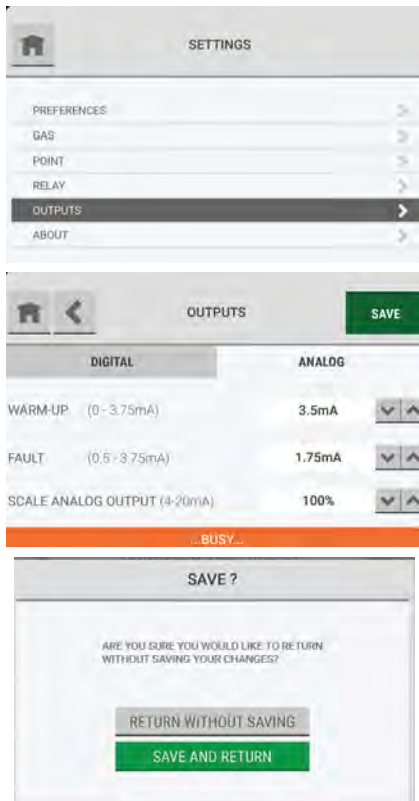 SETTINGS
PREFERENCES
GAS
POINT
RELAY
OUTPUTS
ABOUT
OUTPUTS SAVE
DIGITAL ANALOG
WARM-UP (0 - 3.75mA) 3.5mA
FAULT (0.5 - 3.75mA) 1.75mA
SCALE ANALOG OUTPUT (4-20mA) 100%
...BUSY...
SAVE ?
ARE YOU SURE YOU WOULD LIKE TO RETURN
WITHOUT SAVING YOUR CHANGES?
RETURN WITHOUT SAVING
SAVE AND RETURN